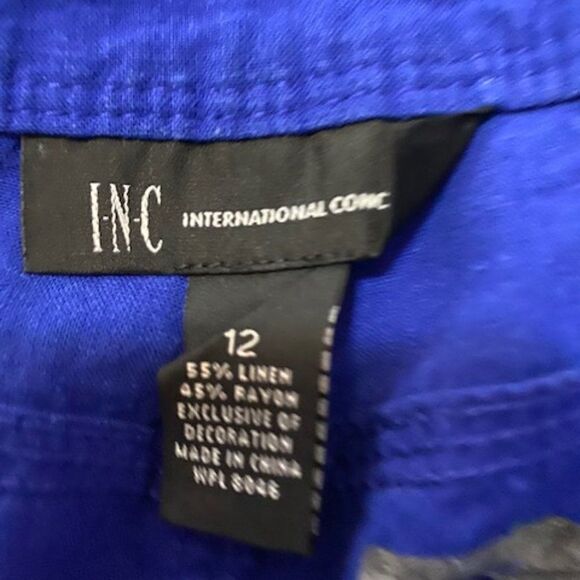 I·N·C INTERNATIONAL CONC
12
55% LINEN
45% RAYON
EXCLUSIVE OF
DECORATION
MADE IN CHINA
WPL 8046